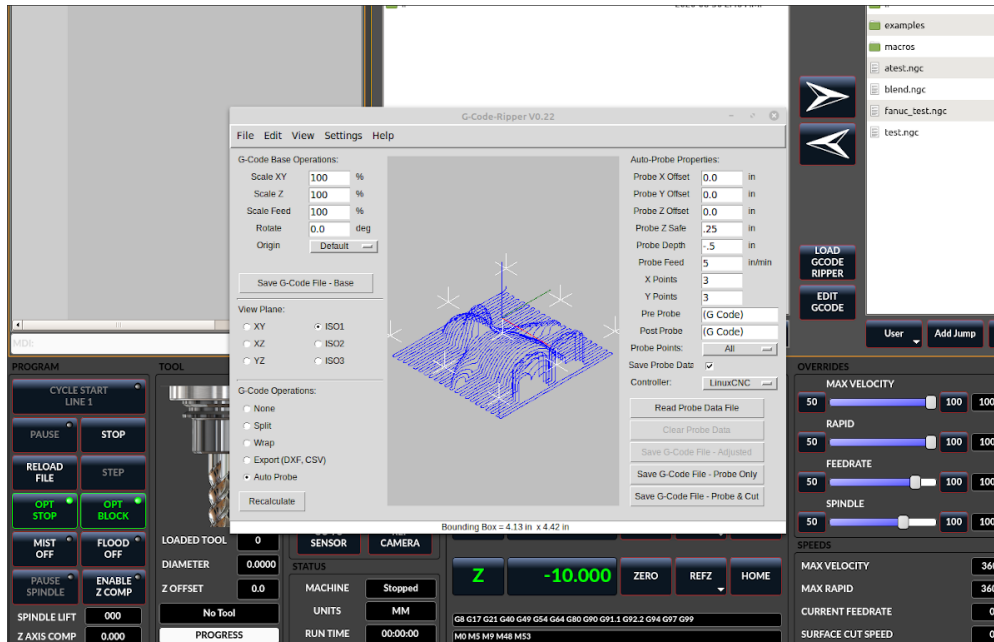 examples
macros
atest.ngc
blend.ngc
fanuc_test.ngc
test.ngc
G-Code-Ripper V0.22
File Edit View Settings Help
G-Code Base Operations:
Scale XY 100 %
Scale Z 100 %
Scale Feed 100 %
Rotate 0.0 deg
Origin Default
Save G-Code File - Base
View Plane:
XY ISO1
XZ ISO2
YZ ISO3
G-Code Operations:
None
Split
Wrap
Export (DXF, CSV)
Auto Probe
Recalculate
Auto-Probe Properties:
Probe X Offset 0.0 in
Probe Y Offset 0.0 in
Probe Z Offset 0.0 in
Probe Z Safe .25 in
Probe Depth -.5 in
Probe Feed 5 in/min
X Points 3
Y Points 3
Pre Probe (G Code)
Post Probe (G Code)
Probe Points: All
Save Probe Data
Controller: LinuxCNC
Read Probe Data File
Clear Probe Data
Save G-Code File - Adjusted
Save G-Code File - Probe Only
Save G-Code File - Probe & Cut
Bounding Box = 4.13 in x 4.42 in
LOAD
GCODE
RIPPER
EDIT
GCODE
User Add Jump
MDI:
PROGRAM
CYCLE START
LINE 1
PAUSE STOP
RELOAD
FILE
STEP
OPT
STOP
OPT
BLOCK
MIST
OFF
FLOOD
OFF
PAUSE
SPINDLE
ENABLE
Z COMP
SPINDLE LIFT 000
Z AXIS COMP 0.000
TOOL
LOADED TOOL 0
DIAMETER 0.0000
Z OFFSET 0.0
No Tool
PROGRESS
SENSOR
CAMERA
STATUS
MACHINE Stopped
UNITS MM
RUN TIME 00:00:00
Z -10.000 ZERO REFZ HOME
G8 G17 G21 G40 G49 G54 G64 G80 G90 G91.1 G92.2 G94 G97 G99
M0 M5 M9 M48 M53
OVERRIDES
MAX VELOCITY
50 100 100
RAPID
50 100 100
FEEDRATE
50 100 100
SPINDLE
50 100 100
SPEEDS
MAX VELOCITY 360
MAX RAPID 360
CURRENT FEEDRATE 0
SURFACE CUT SPEED